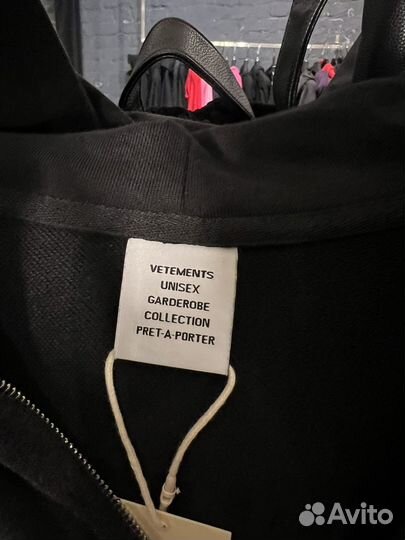 VETEMENTS
UNISEX
GARDEROBE
COLLECTION
PRET-A-PORTER
Avito